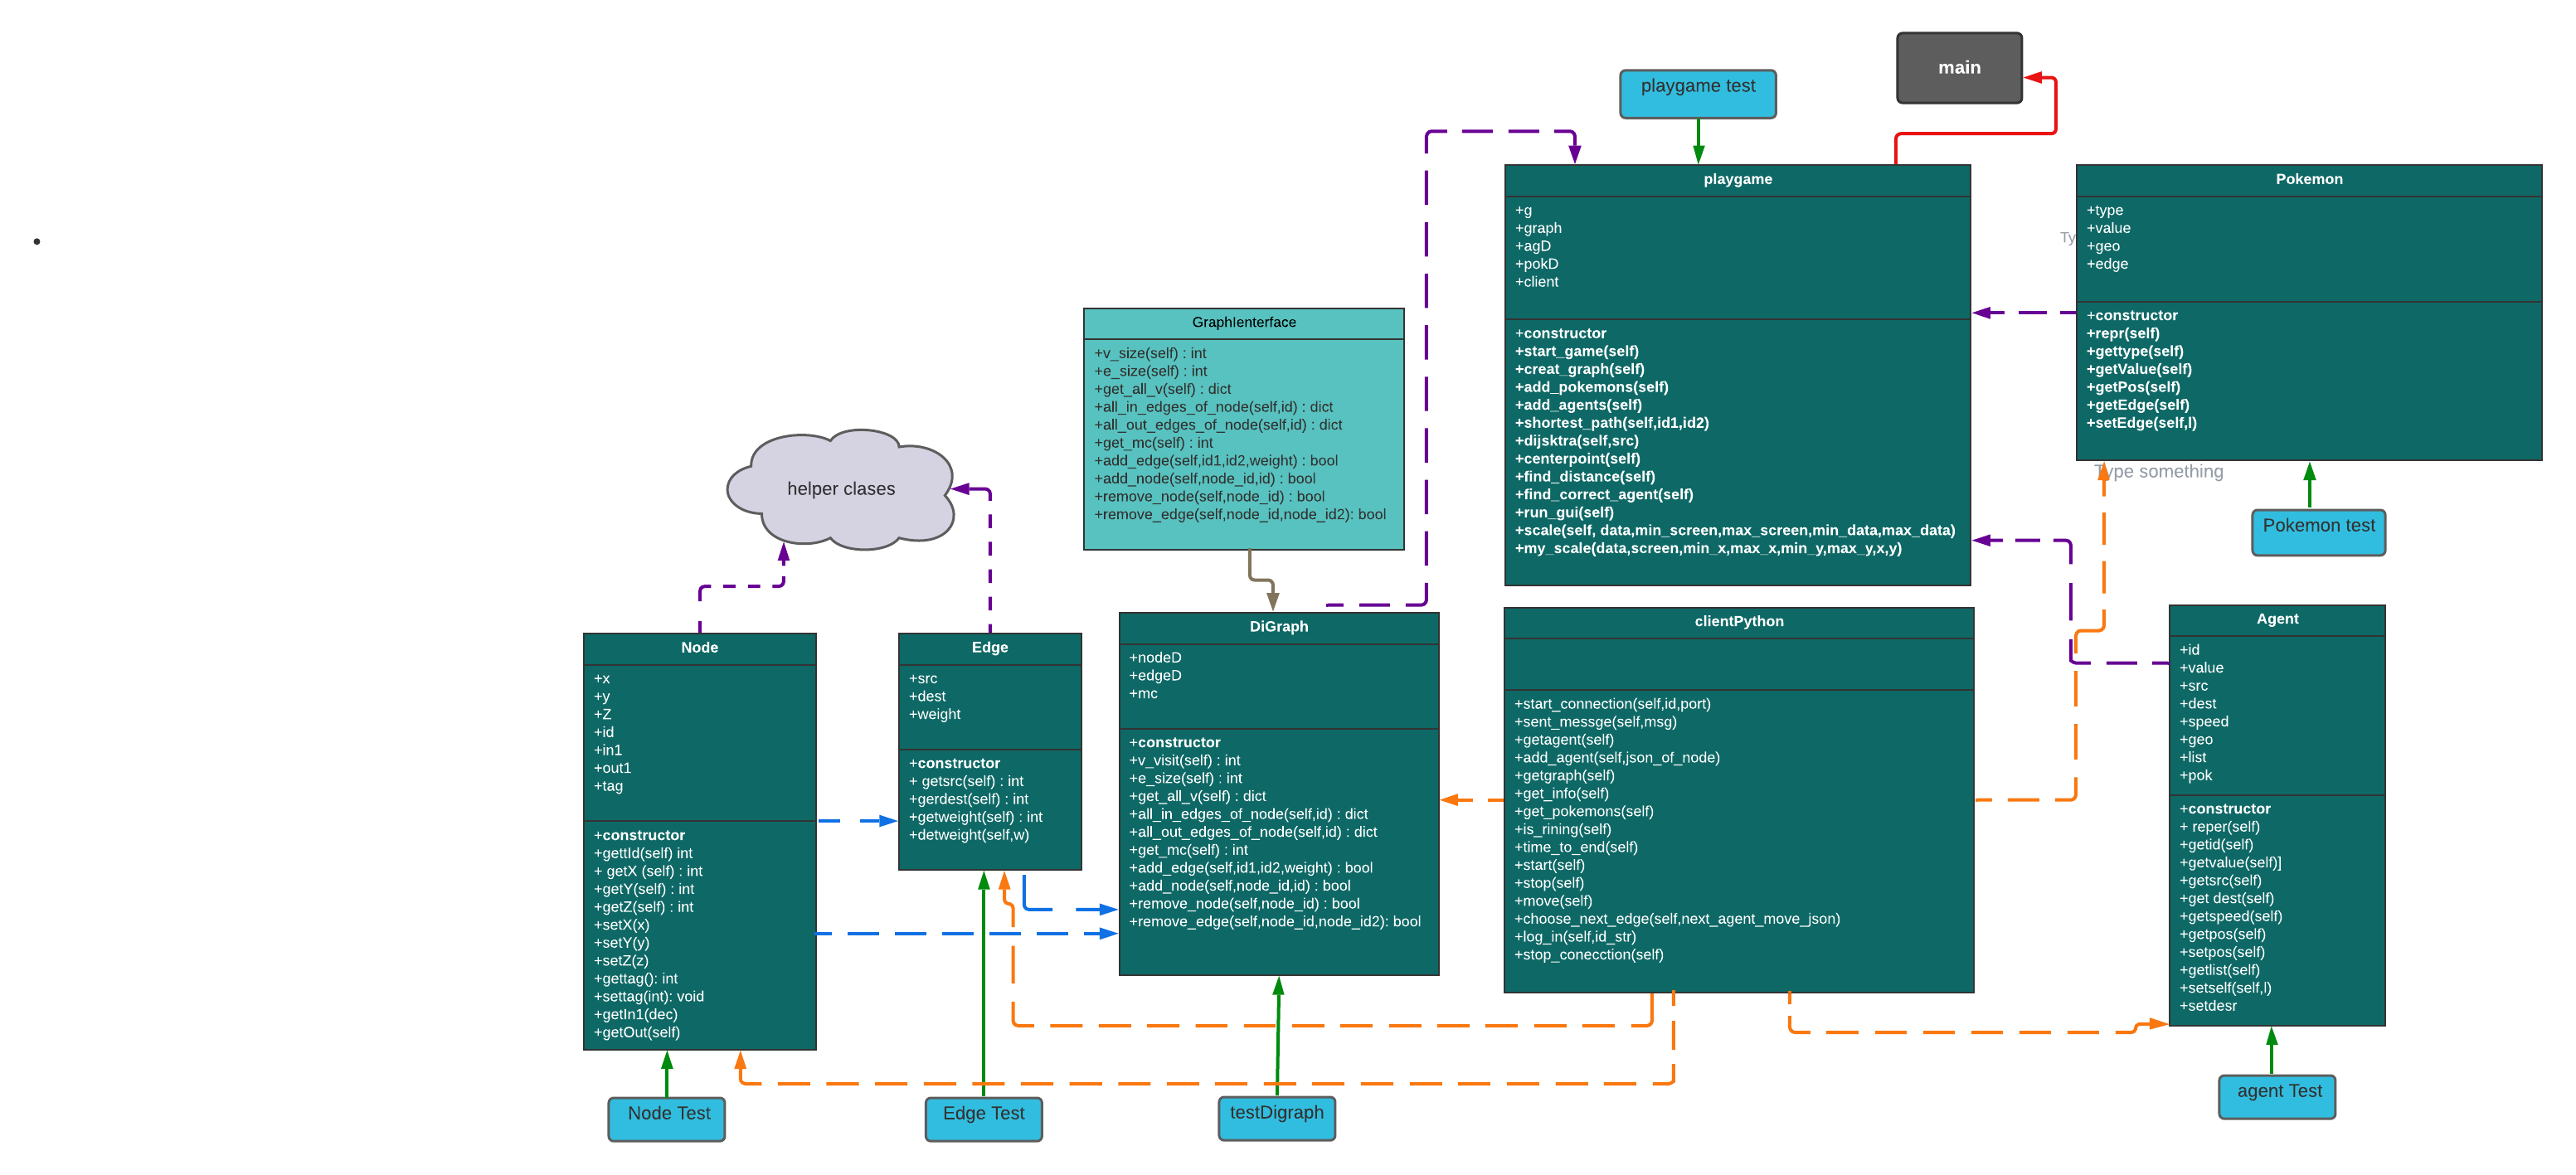 main
playgame test
playgame
+g
+graph
+agD
+pokD
+client
+constructor
+start_game(self)
+creat_graph(self)
+add_pokemons(self)
+add_agents(self)
+shortest_path(self,id1,id2)
+dijsktra(self,src)
+centerpoint(self)
+find_distance(self)
+find_correct_agent(self)
+run_gui(self)
+scale(self, data,min_screen,max_screen,min_data,max_data)
+my_scale(data,screen,min_x,max_x,min_y,max_y,x,y)
Ty
Pokemon
+type
+value
+geo
+edge
+constructor
+repr(self)
+gettype(self)
+getValue(self)
+getPos(self)
+getEdge(self)
+setEdge(self,l)
Type something
Pokemon test
GraphIenterface
+v_size(self) : int
+e_size(self) : int
+get_all_v(self) : dict
+all_in_edges_of_node(self,id) : dict
+all_out_edges_of_node(self,id) : dict
+get_mc(self) : int
+add_edge(self,id1,id2,weight) : bool
+add_node(self,node_id,id) : bool
+remove_node(self,node_id) : bool
+remove_edge(self,node_id,node_id2): bool
helper clases
Node
+x
+y
+Z
+id
+in1
+out1
+tag
+constructor
+gettId(self) int
+ getX (self) : int
+getY(self) : int
+getZ(self) : int
+setX(x)
+setY(y)
+setZ(z)
+gettag(): int
+settag(int): void
+getIn1(dec)
+getOut(self)
Edge
+src
+dest
+weight
+constructor
+ getsrc(self) : int
+gerdest(self) : int
+getweight(self) : int
+detweight(self,w)
DiGraph
+nodeD
+edgeD
+mc
+constructor
+v_visit(self) : int
+e_size(self) : int
+get_all_v(self) : dict
+all_in_edges_of_node(self,id) : dict
+all_out_edges_of_node(self,id) : dict
+get_mc(self) : int
+add_edge(self,id1,id2,weight) : bool
+add_node(self,node_id,id) : bool
+remove_node(self,node_id) : bool
+remove_edge(self,node_id,node_id2): bool
clientPython
+start_connection(self,id,port)
+sent_messge(self,msg)
+getagent(self)
+add_agent(self,json_of_node)
+getgraph(self)
+get_info(self)
+get_pokemons(self)
+is_rining(self)
+time_to_end(self)
+start(self)
+stop(self)
+move(self)
+choose_next_edge(self,next_agent_move_json)
+log_in(self,id_str)
+stop_conecction(self)
Agent
+id
+value
+src
+dest
+speed
+geo
+list
+pok
+constructor
+ reper(self)
+getid(self)
+getvalue(self)]
+getsrc(self)
+get dest(self)
+getspeed(self)
+getpos(self)
+setpos(self)
+getlist(self)
+setself(self,l)
+setdesr
Node Test
Edge Test
testDigraph
agent Test